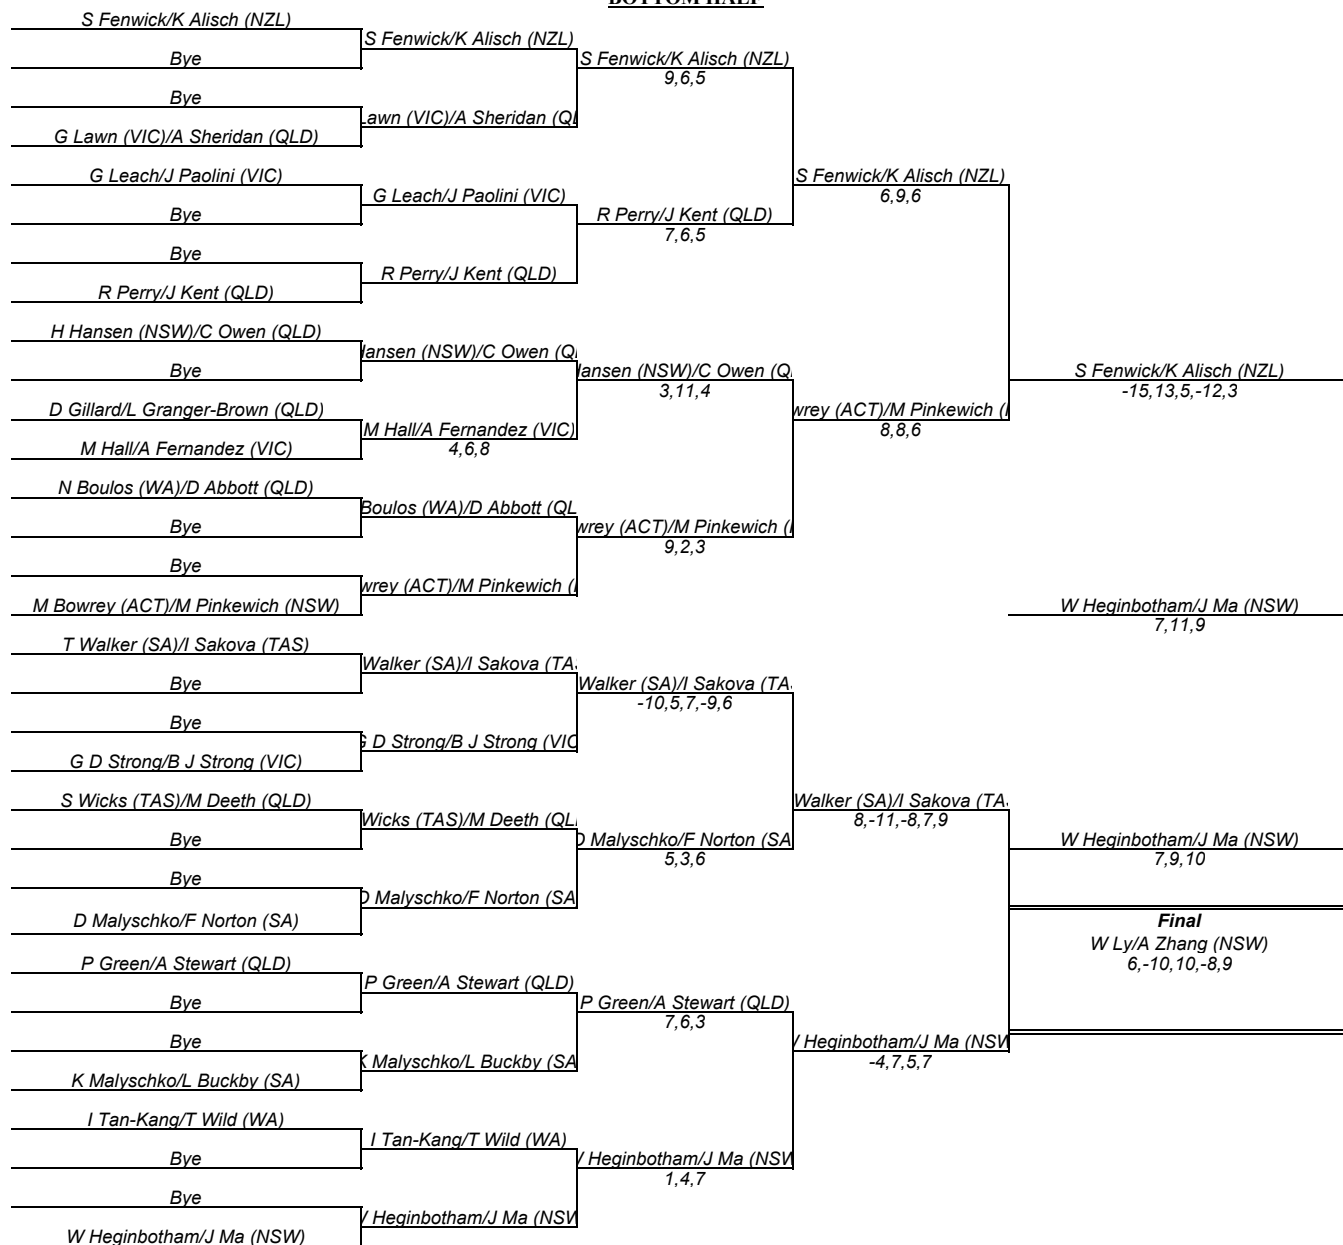 BOTTOM HALF
S Fenwick/K Alisch (NZL)
Bye
Bye
G Lawn (VIC)/A Sheridan (QLD)
G Leach/J Paolini (VIC)
Bye
Bye
R Perry/J Kent (QLD)
H Hansen (NSW)/C Owen (QLD)
Bye
D Gillard/L Granger-Brown (QLD)
M Hall/A Fernandez (VIC)
N Boulos (WA)/D Abbott (QLD)
Bye
Bye
M Bowrey (ACT)/M Pinkewich (NSW)
T Walker (SA)/I Sakova (TAS)
Bye
Bye
G D Strong/B J Strong (VIC)
S Wicks (TAS)/M Deeth (QLD)
Bye
Bye
D Malyschko/F Norton (SA)
P Green/A Stewart (QLD)
Bye
Bye
K Malyschko/L Buckby (SA)
I Tan-Kang/T Wild (WA)
Bye
Bye
W Heginbotham/J Ma (NSW)
S Fenwick/K Alisch (NZL)
Lawn (VIC)/A Sheridan (QL
G Leach/J Paolini (VIC)
R Perry/J Kent (QLD)
Hansen (NSW)/C Owen (QL
M Hall/A Fernandez (VIC)
4,6,8
Boulos (WA)/D Abbott (QL
wrey (ACT)/M Pinkewich (
Walker (SA)/I Sakova (TA
G D Strong/B J Strong (VIC
Wicks (TAS)/M Deeth (QL
D Malyschko/F Norton (SA
P Green/A Stewart (QLD)
K Malyschko/L Buckby (SA
I Tan-Kang/T Wild (WA)
Heginbotham/J Ma (NSW
S Fenwick/K Alisch (NZL)
9,6,5
R Perry/J Kent (QLD)
7,6,5
Hansen (NSW)/C Owen (Q
3,11,4
wrey (ACT)/M Pinkewich (
9,2,3
Walker (SA)/I Sakova (TA
-10,5,7,-9,6
D Malyschko/F Norton (SA
5,3,6
P Green/A Stewart (QLD)
7,6,3
Heginbotham/J Ma (NSW
1,4,7
S Fenwick/K Alisch (NZL)
6,9,6
wrey (ACT)/M Pinkewich (
8,8,6
Walker (SA)/I Sakova (TA
8,-11,-8,7,9
Heginbotham/J Ma (NSW
-4,7,5,7
S Fenwick/K Alisch (NZL)
-15,13,5,-12,3
W Heginbotham/J Ma (NSW)
7,11,9
W Heginbotham/J Ma (NSW)
7,9,10
Final
W Ly/A Zhang (NSW)
6,-10,10,-8,9